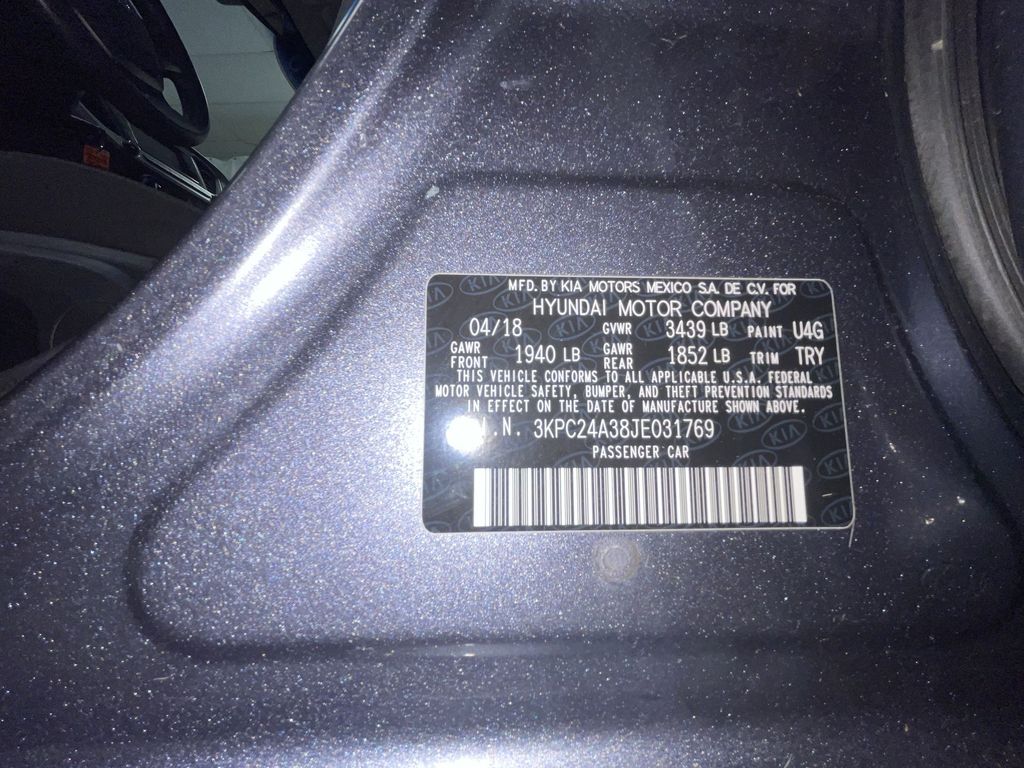 MFD. BY KIA MOTORS MEXICO S.A. DE C.V. FOR
HYUNDAI MOTOR COMPANY
04/18 GVWR 3439 LB PAINT U4G
GAWR FRONT 1940 LB GAWR REAR 1852 LB TRIM TRY
THIS VEHICLE CONFORMS TO ALL APPLICABLE U.S.A. FEDERAL
MOTOR VEHICLE SAFETY, BUMPER, AND THEFT PREVENTION STANDARDS
IN EFFECT ON THE DATE OF MANUFACTURE SHOWN ABOVE.
.I.N. 3KPC24A38JE031769
PASSENGER CAR